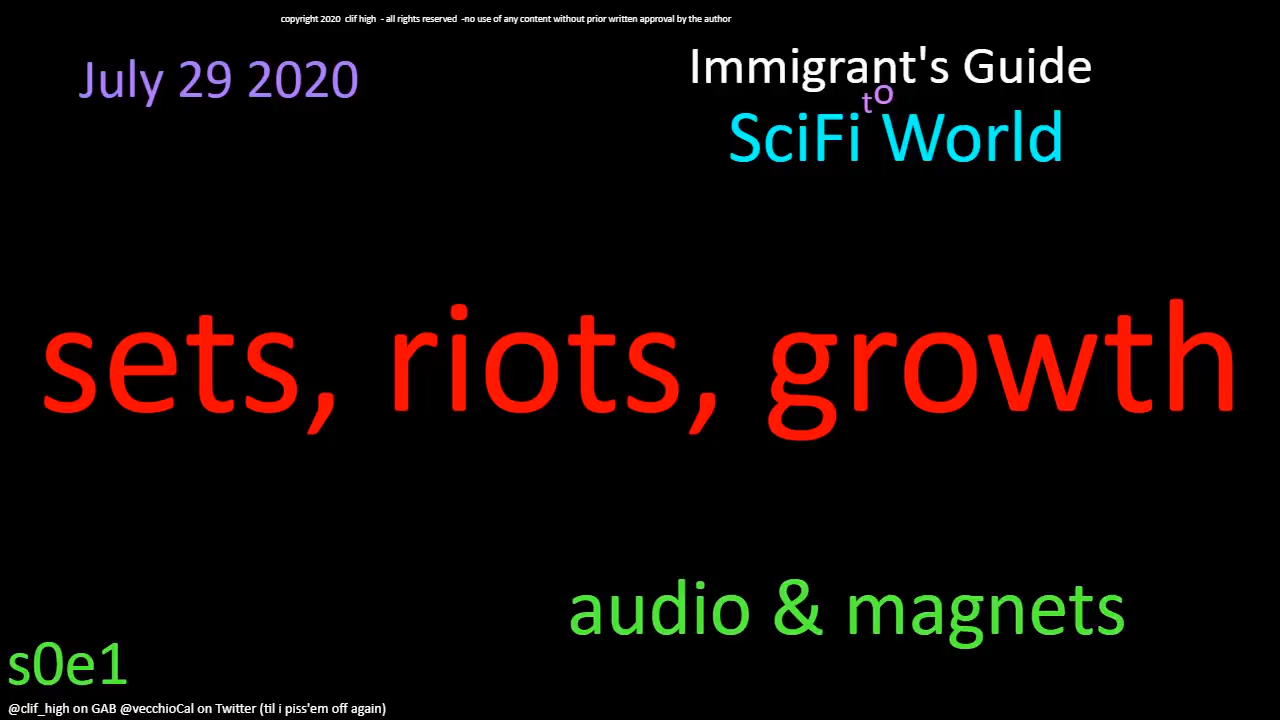 copyright 2020 clif high - all rights reserved -no use of any content without prior written approval by the author
July 29 2020
Immigrant's Guide
to
SciFi World
sets, riots, growth
audio & magnets
s0e1
@clif_high on GAB @vecchioCal on Twitter (til i piss'em off again)